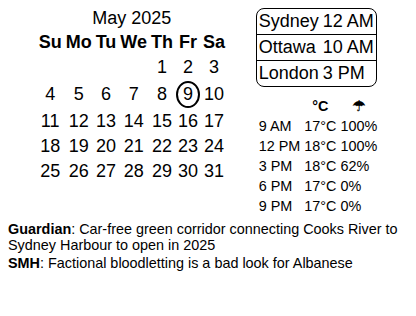 May 2025
Su Mo Tu We Th Fr Sa
1 2 3
4 5 6 7 8 9 10
11 12 13 14 15 16 17
18 19 20 21 22 23 24
25 26 27 28 29 30 31
Sydney 12 AM
Ottawa 10 AM
London 3 PM
°C ☂
9 AM 17°C 100%
12 PM 18°C 100%
3 PM 18°C 62%
6 PM 17°C 0%
9 PM 17°C 0%
Guardian: Car-free green corridor connecting Cooks River to
Sydney Harbour to open in 2025
SMH: Factional bloodletting is a bad look for Albanese